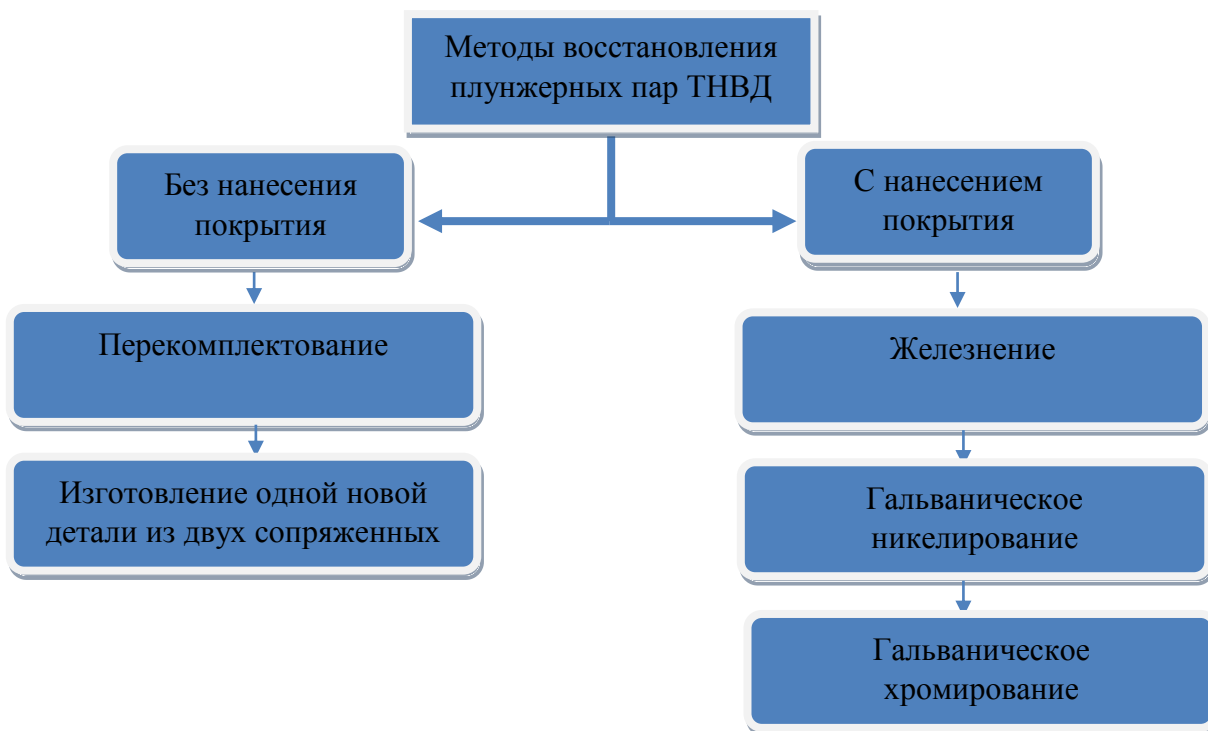 Методы восстановления
плунжерных пар ТНВД
Без нанесения
покрытия
С нанесением
покрытия
Перекомплектование
Железнение
Изготовление одной новой
детали из двух сопряженных
Гальваническое
никелирование
Гальваническое
хромирование